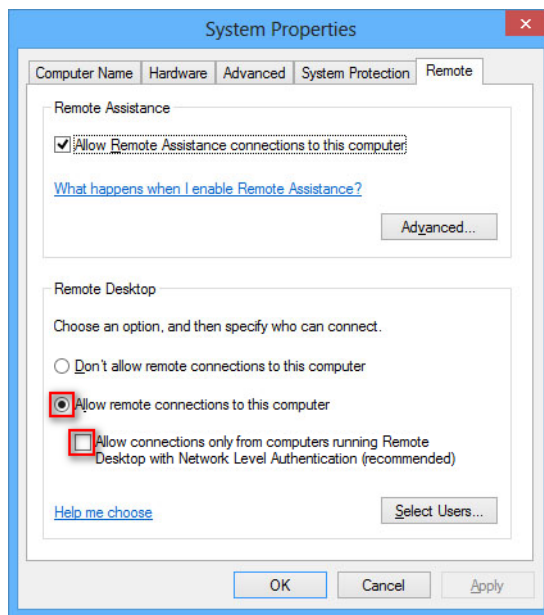 System Properties
Computer Name Hardware Advanced System Protection Remote
Remote Assistance
Allow Remote Assistance connections to this computer
What happens when I enable Remote Assistance?
Advanced...
Remote Desktop
Choose an option, and then specify who can connect.
Don't allow remote connections to this computer
Allow remote connections to this computer
Allow connections only from computers running Remote
Desktop with Network Level Authentication (recommended)
Help me choose
Select Users...
OK Cancel Apply